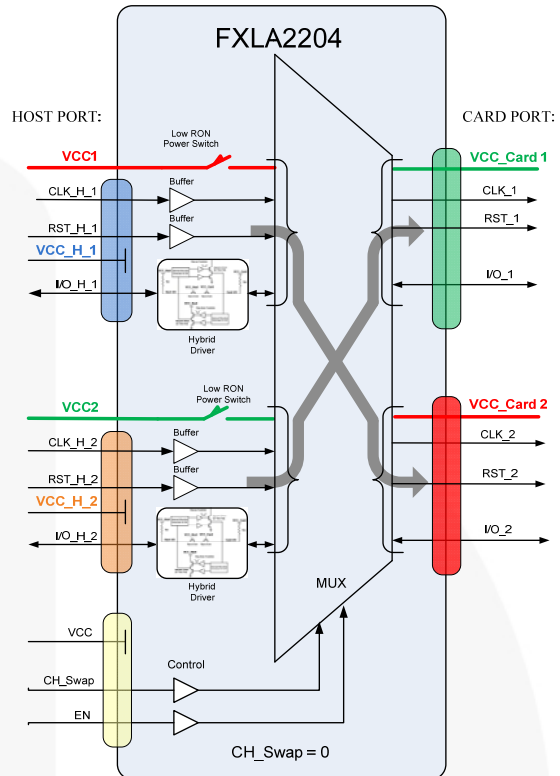 FXLA2204
HOST PORT:
CARD PORT:
Low RON
Power Switch
VCC1
VCC_Card 1
CLK_H_1
Buffer
CLK_1
RST_H_1
Buffer
RST_1
VCC_H_1
I/O_H_1
I/O_1
Hybrid
Driver
Low RON
Power Switch
VCC2
VCC_Card 2
CLK_H_2
Buffer
CLK_2
RST_H_2
Buffer
RST_2
VCC_H_2
I/O_H_2
I/O_2
Hybrid
Driver
MUX
VCC
Control
CH_Swap
EN
CH_Swap = 0